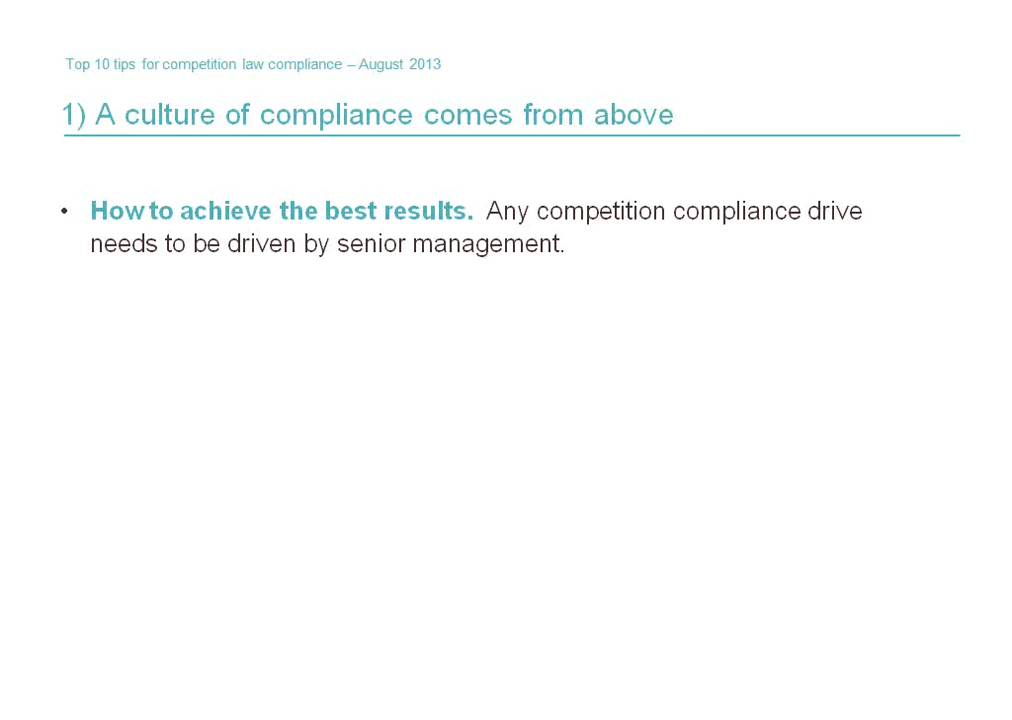 Top 10 tips for competition law compliance – August 2013
1) A culture of compliance comes from above
• How to achieve the best results. Any competition compliance drive
needs to be driven by senior management.